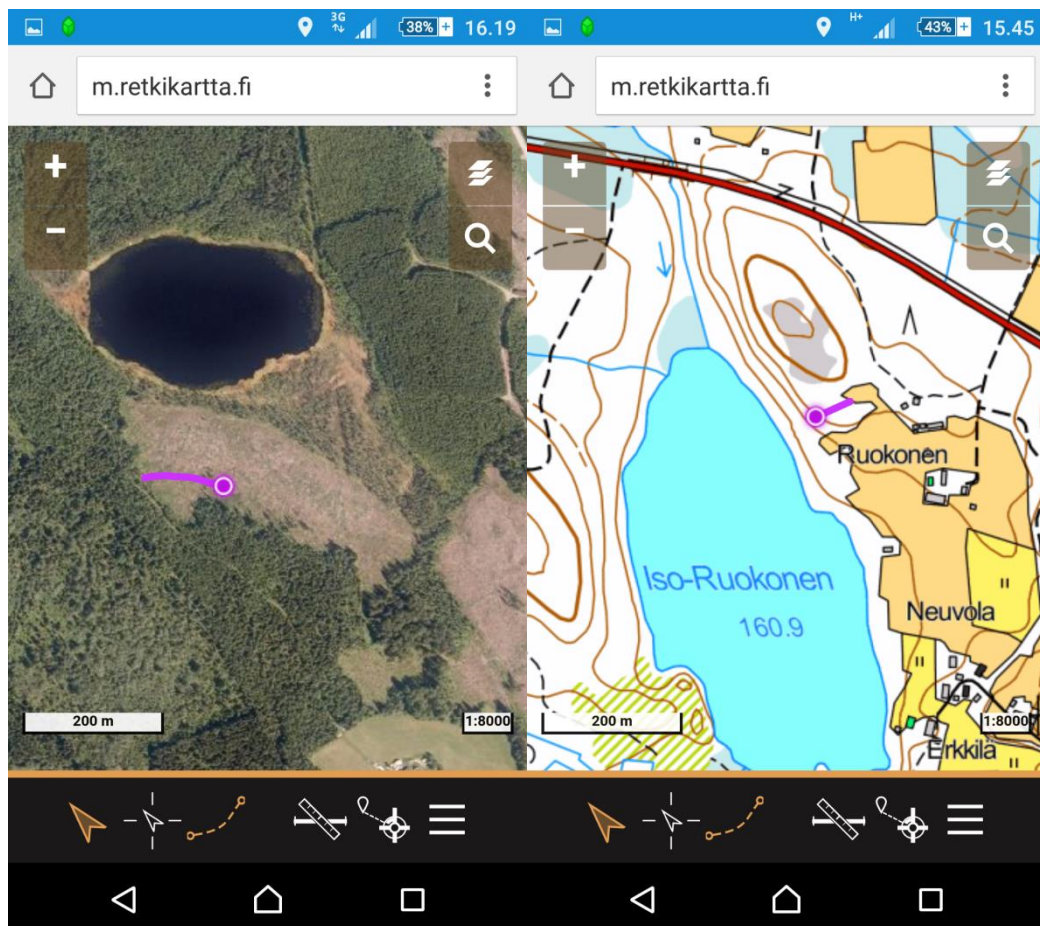 3G 38% 16.19
m.retkikartta.fi
+
-
200 m
1:8000
H+ 43% 15.45
m.retkikartta.fi
+
-
Ruokonen
Iso-Ruokonen
160.9
Neuvola
Erkkilä
200 m
1:8000